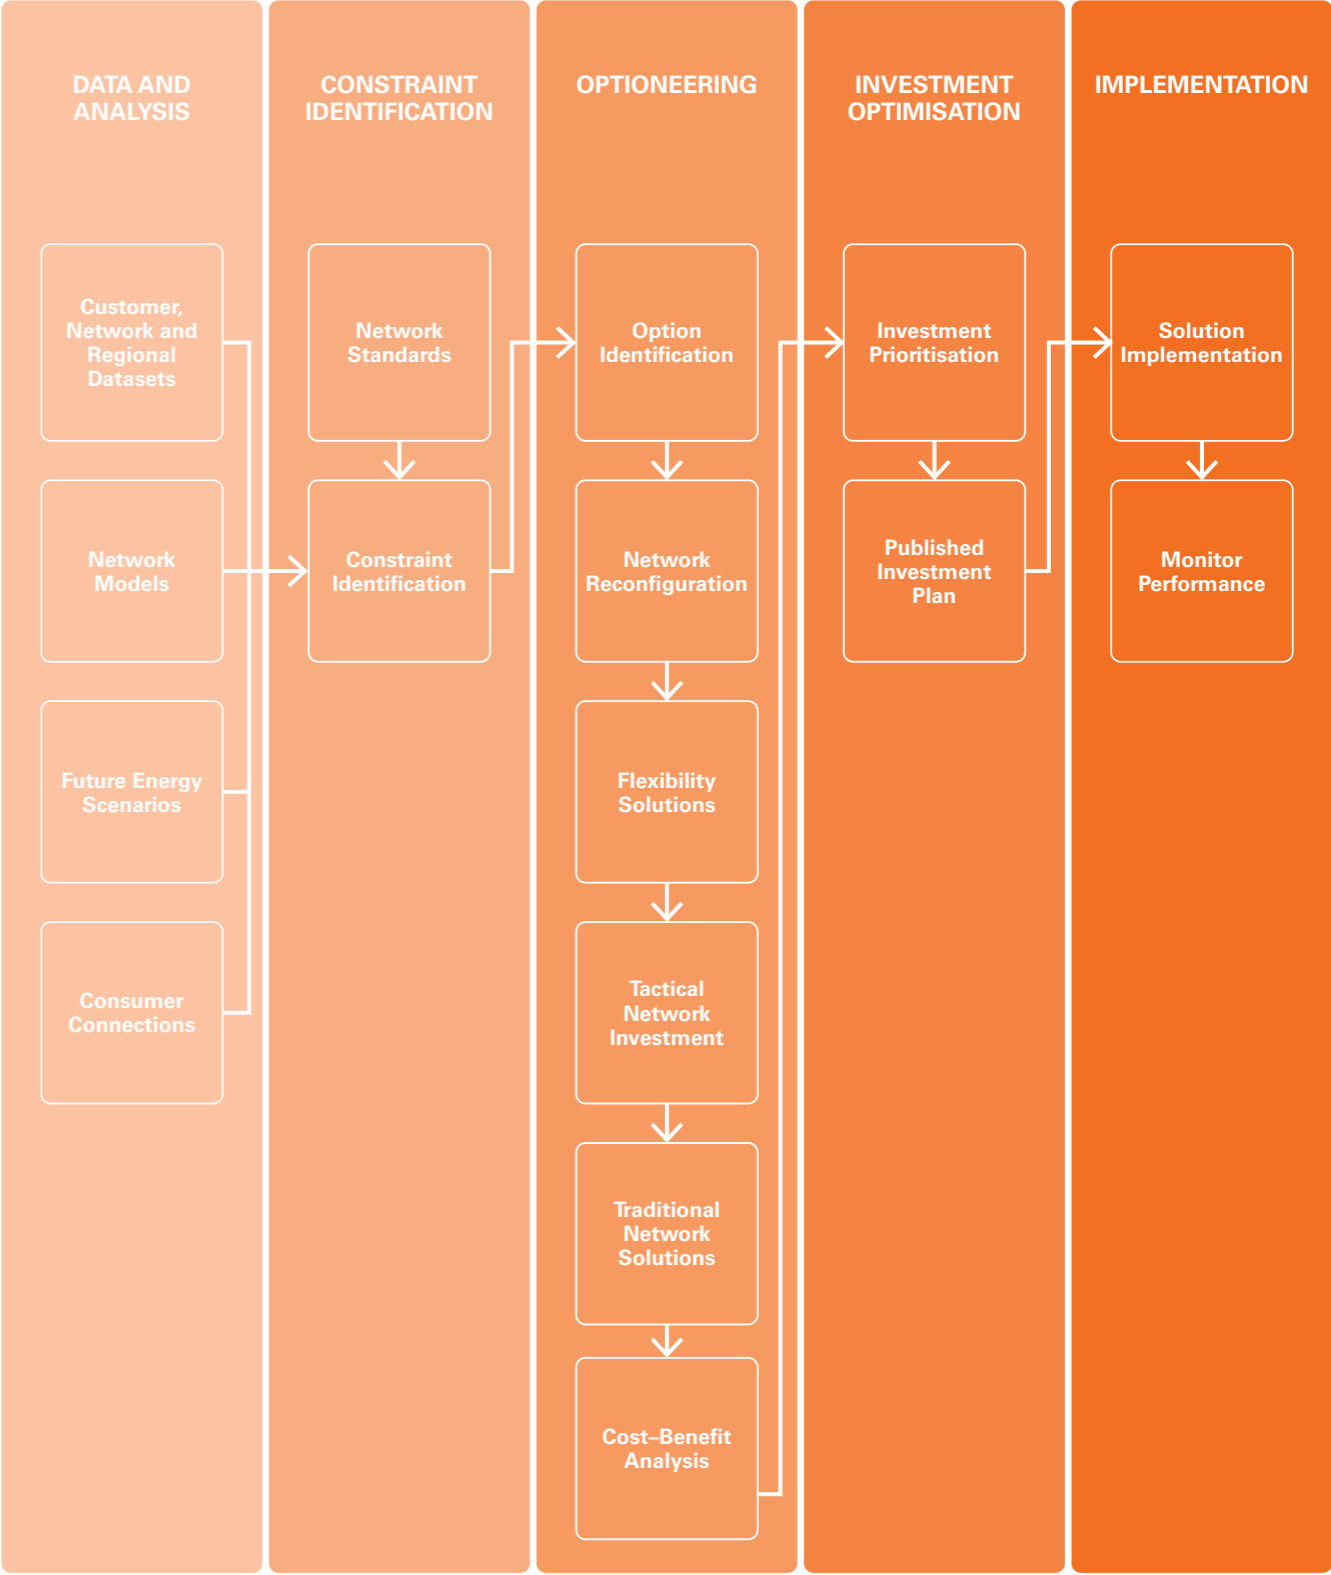 DATA AND
ANALYSIS
Customer,
Network and
Regional
Datasets
Network
Models
Future Energy
Scenarios
Consumer
Connections
CONSTRAINT
IDENTIFICATION
Network
Standards
Constraint
Identification
OPTIONEERING
Option
Identification
Network
Reconfiguration
Flexibility
Solutions
Tactical
Network
Investment
Traditional
Network
Solutions
Cost–Benefit
Analysis
INVESTMENT
OPTIMISATION
Investment
Prioritisation
Published
Investment
Plan
IMPLEMENTATION
Solution
Implementation
Monitor
Performance